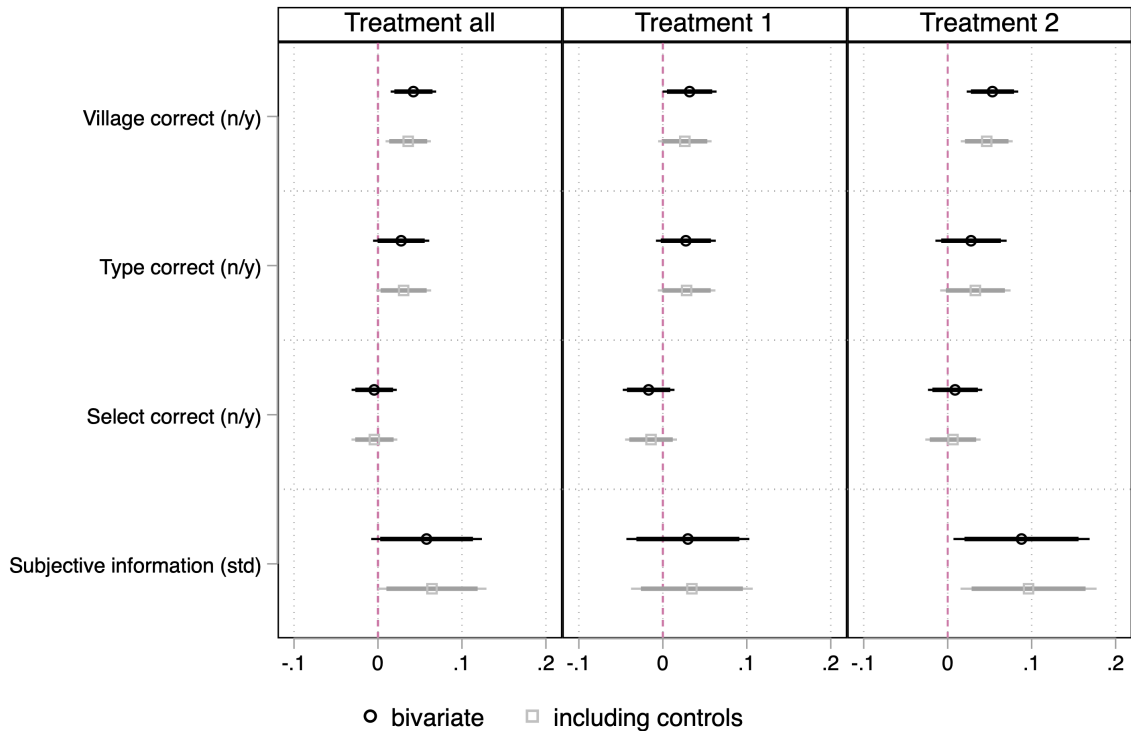 Treatment all Treatment 1 Treatment 2
Village correct (n/y)
Type correct (n/y)
Select correct (n/y)
Subjective information (std)
-.1 0 .1 .2 -.1 0 .1 .2 -.1 0 .1 .2
bivariate including controls